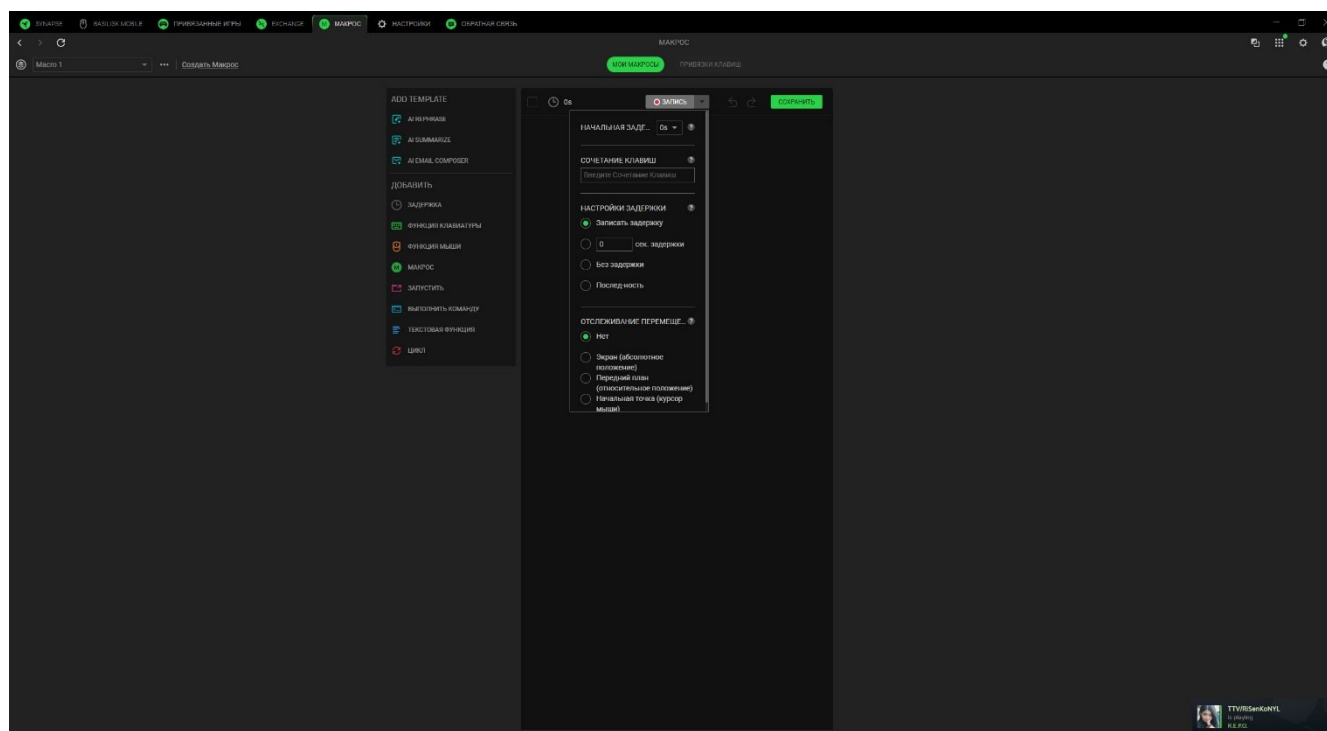 SYNAPSE BASILISK MOBILE ПРИВЯЗАННЫЕ ИГРЫ EXCHANGE МАКРОС НАСТРОЙКИ ОБРАТНАЯ СВЯЗЬ
МАКРОС
Macro 1 Создать Макрос МОИ МАКРОСЫ ПРИВЯЗКИ КЛАВИШ
ADD TEMPLATE
AI REPHRASE
AI SUMMARIZE
AI EMAIL COMPOSER
ДОБАВИТЬ
ЗАДЕРЖКА
ФУНКЦИЯ КЛАВИАТУРЫ
ФУНКЦИЯ МЫШИ
МАКРОС
ЗАПУСТИТЬ
ВЫПОЛНИТЬ КОМАНДУ
ТЕКСТОВАЯ ФУНКЦИЯ
ЦИКЛ
0s ЗАПИСЬ СОХРАНИТЬ
НАЧАЛЬНАЯ ЗАДЕ... 0s
СОЧЕТАНИЕ КЛАВИШ
Введите Сочетание Клавиш
НАСТРОЙКИ ЗАДЕРЖКИ
Записать задержку
0 сек. задержки
Без задержки
Послед-ность
ОТСЛЕЖИВАНИЕ ПЕРЕМЕЩЕ...
Нет
Экран (абсолютное
положение)
Передний план
(относительное положение)
Начальная точка (курсор
мыши)
TTV/RiSenKoNYL
is playing
R.E.P.O.